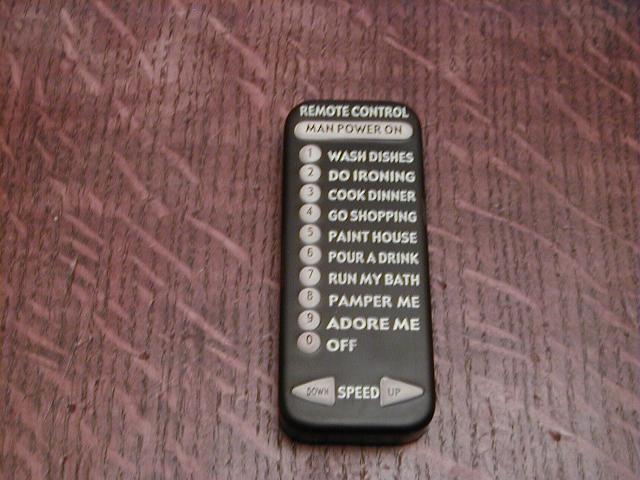 REMOTE CONTROL
MAN POWER ON
1 WASH DISHES
2 DO IRONING
3 COOK DINNER
4 GO SHOPPING
5 PAINT HOUSE
6 POUR A DRINK
7 RUN MY BATH
8 PAMPER ME
9 ADORE ME
0 OFF
DOWN SPEED UP